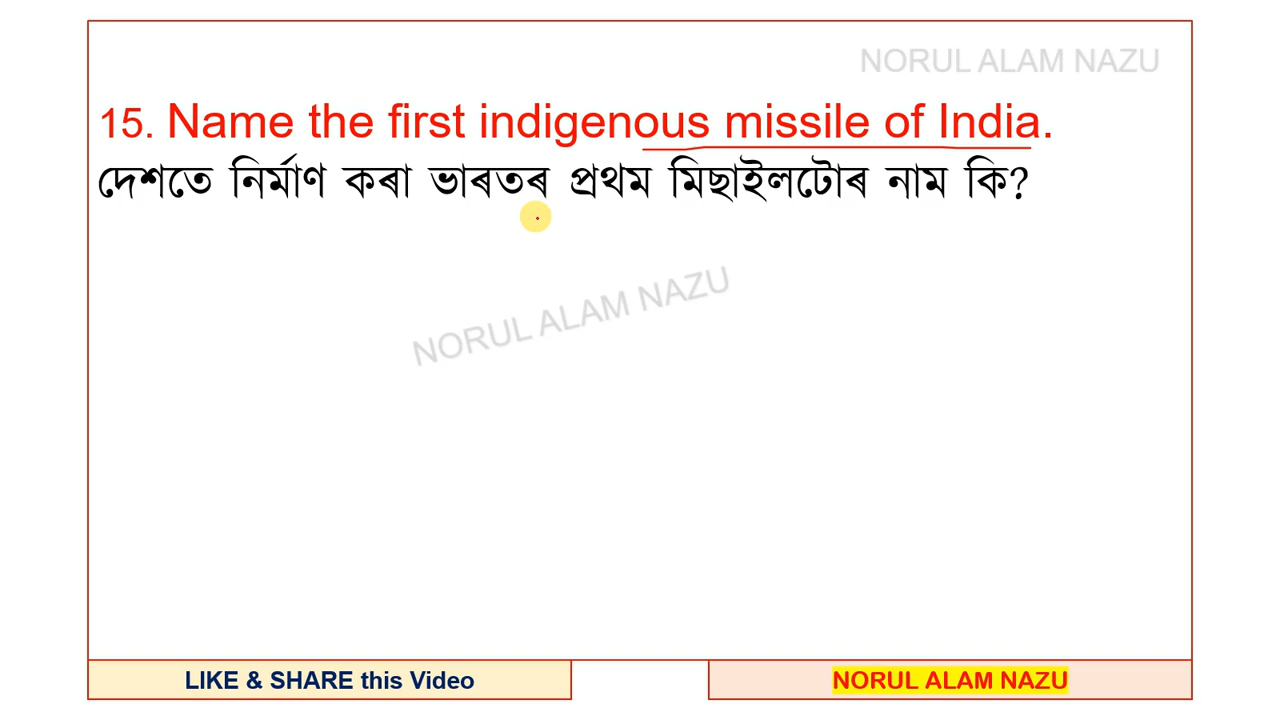 NORUL ALAM NAZU
15. Name the first indigenous missile of India.
দেশতে নিৰ্মাণ কৰা ভাৰতৰ প্ৰথম মিছাইলটোৰ নাম কি?
NORUL ALAM NAZU
LIKE & SHARE this Video
NORUL ALAM NAZU